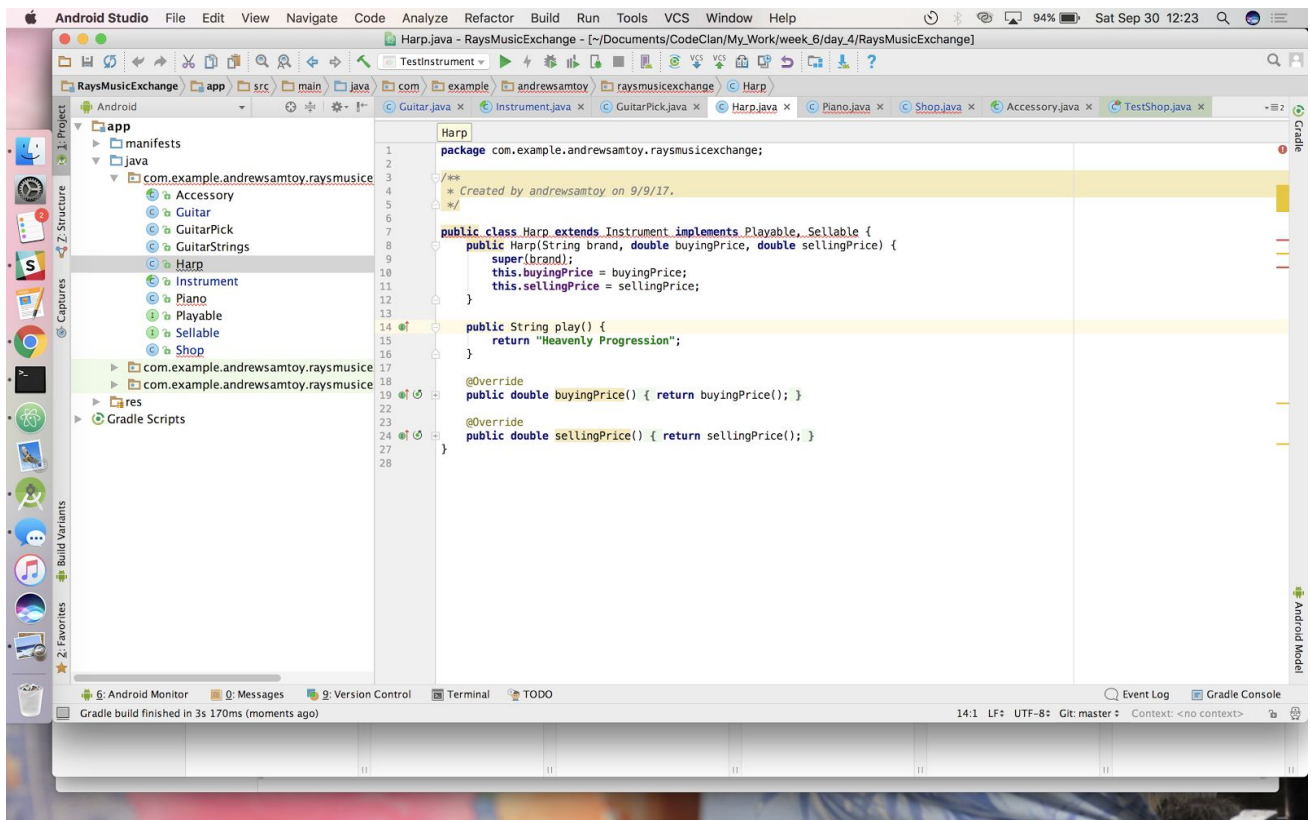 Android Studio File Edit View Navigate Code Analyze Refactor Build Run Tools VCS Window Help 94% Sat Sep 30 12:23
Harp.java - RaysMusicExchange - [~/Documents/CodeClan/My_Work/week_6/day_4/RaysMusicExchange]
TestInstrument
RaysMusicExchange app src main java com example andrewsamtoy raysmusicexchange Harp
Android
Guitar.java Instrument.java GuitarPick.java Harp.java Piano.java Shop.java Accessory.java TestShop.java
1: Project
Z: Structure
Captures
Build Variants
2: Favorites
app
manifests
java
com.example.andrewsamtoy.raysmusice
Accessory
Guitar
GuitarPick
GuitarStrings
Harp
Instrument
Piano
Playable
Sellable
Shop
com.example.andrewsamtoy.raysmusice
com.example.andrewsamtoy.raysmusice
res
Gradle Scripts
Harp
1 package com.example.andrewsamtoy.raysmusicexchange;
2
3 /**
4 * Created by andrewsamtoy on 9/9/17.
5 */
6
7 public class Harp extends Instrument implements Playable, Sellable {
8 public Harp(String brand, double buyingPrice, double sellingPrice) {
9 super(brand);
10 this.buyingPrice = buyingPrice;
11 this.sellingPrice = sellingPrice;
12 }
13
14 public String play() {
15 return "Heavenly Progression";
16 }
17
18 @Override
19 public double buyingPrice() { return buyingPrice(); }
22
23 @Override
24 public double sellingPrice() { return sellingPrice(); }
27 }
28
Gradle
Android Model
6: Android Monitor 0: Messages 9: Version Control Terminal TODO Event Log Gradle Console
Gradle build finished in 3s 170ms (moments ago) 14:1 LF UTF-8 Git: master Context: <no context>